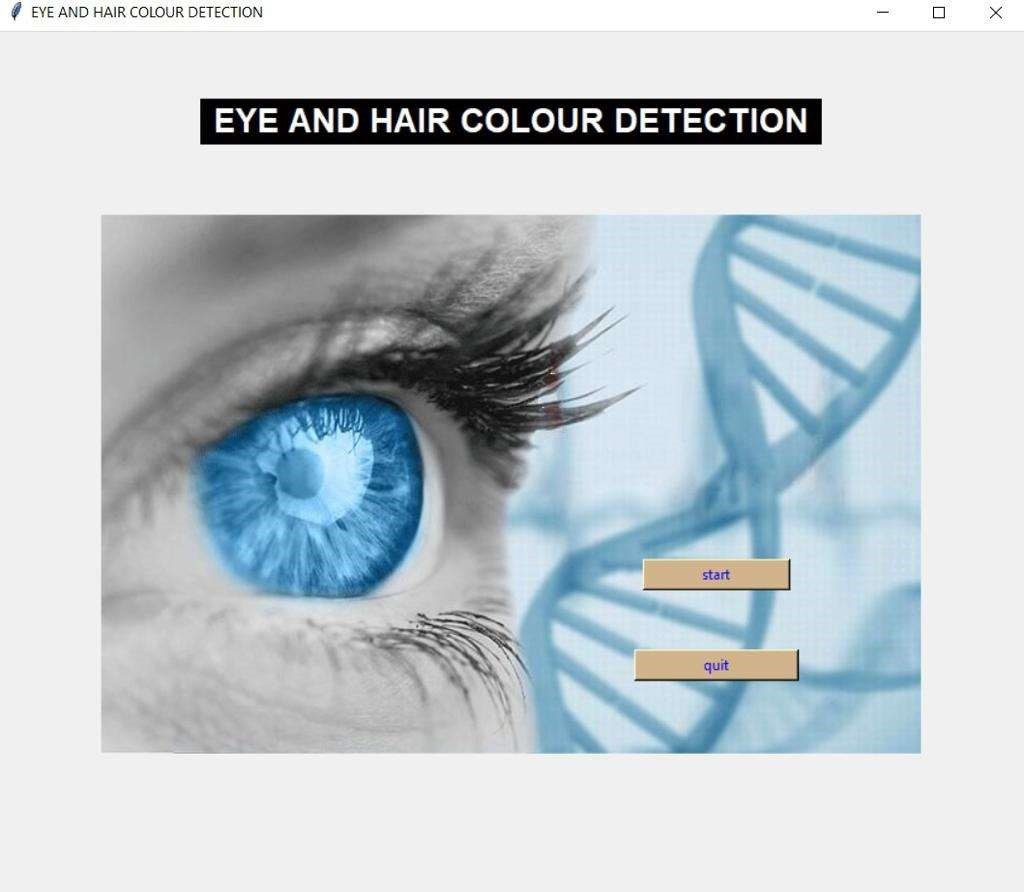 EYE AND HAIR COLOUR DETECTION
EYE AND HAIR COLOUR DETECTION
start
quit